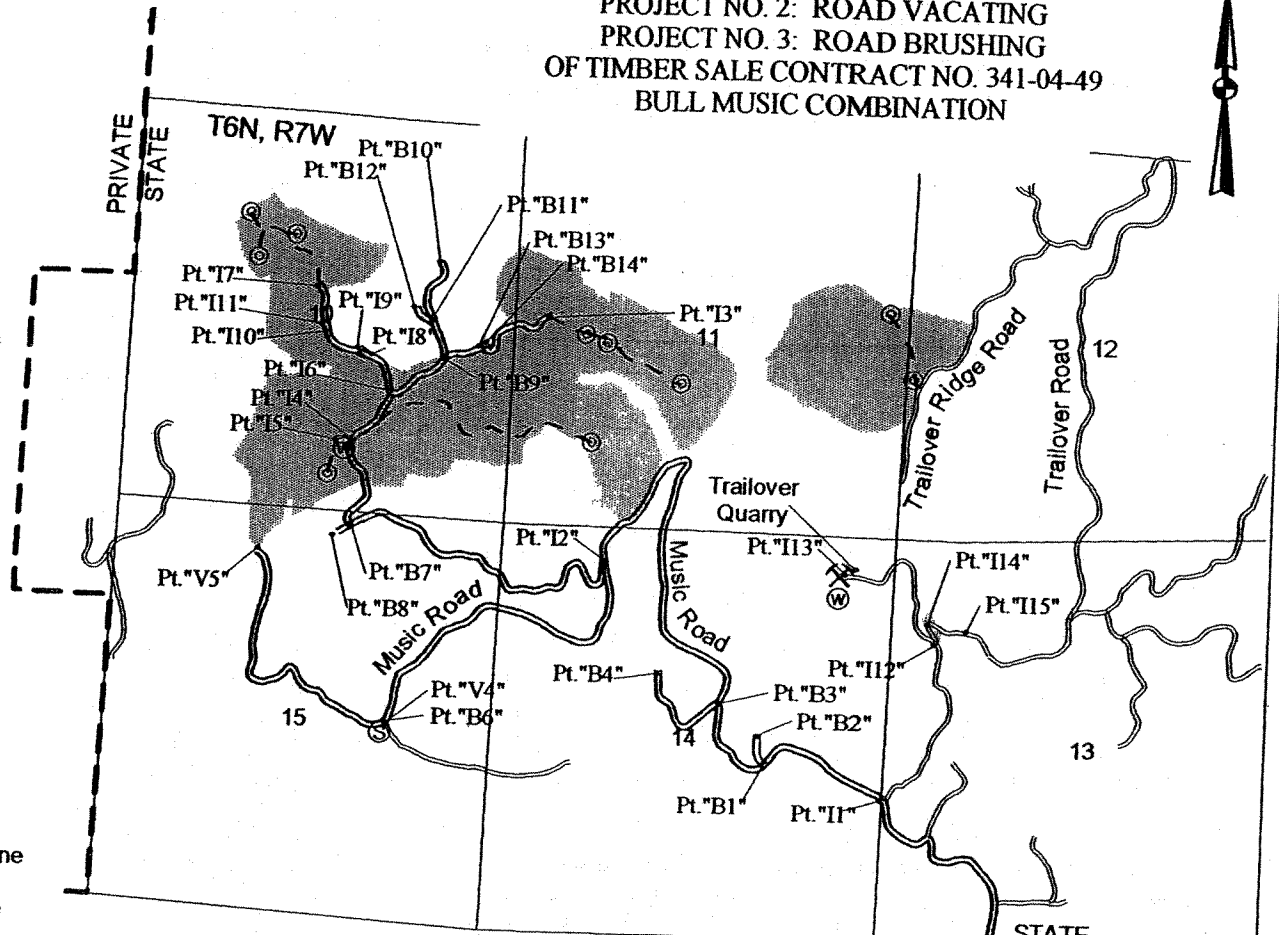 PROJECT NO. 2: ROAD VACATING
PROJECT NO. 3: ROAD BRUSHING
OF TIMBER SALE CONTRACT NO. 341-04-49
BULL MUSIC COMBINATION
PRIVATE
STATE
T6N, R7W
Pt."B10"
Pt."B12"
Pt."B11"
Pt."B13"
Pt."B14"
Pt."I7"
Pt."I11"
10
Pt."I9"
Pt."I10"
Pt."I8"
Pt."I3"
11
12
Pt."I6"
Pt."B9"
Pt."I4"
Pt."I5"
Trailover Ridge Road
Trailover Road
Trailover
Quarry
Pt."I2"
Pt."I13"
Pt."I14"
Pt."V5"
Pt."B7"
Pt."B8"
Music Road
Music Road
W
Pt."I15"
Pt."I12"
Pt."B4"
Pt."V4"
Pt."B3"
Pt."B6"
15
S
Pt."B2"
14
13
Pt."B1"
Pt."I1"
ne
STATE